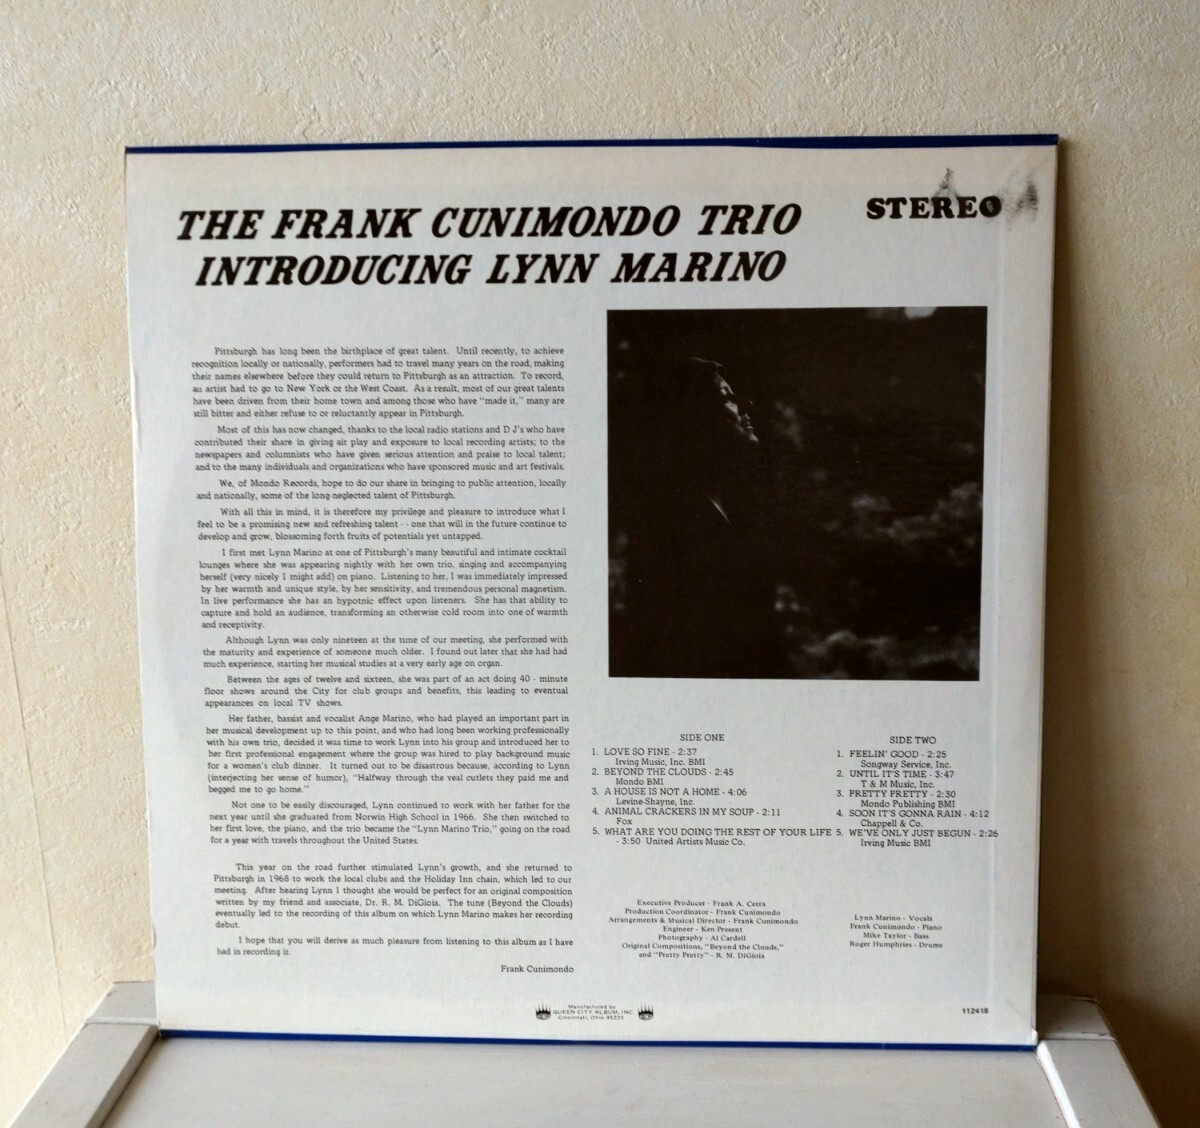 THE FRANK CUNIMONDO TRIO
INTRODUCING LYNN MARINO
STEREO
Pittsburgh has long been the birthplace of great talent. Until recently, to achieve
recognition locally or nationally, performers had to travel many years on the road, making
their names elsewhere before they could return to Pittsburgh as an attraction. To record,
an artist had to go to New York or the West Coast. As a result, most of our great talents
have been driven from their home town and among those who have "made it," many are
still bitter and either refuse to or reluctantly appear in Pittsburgh.
Most of this has now changed, thanks to the local radio stations and D J's who have
contributed their share in giving air play and exposure to local recording artists; to the
newspapers and columnists who have given serious attention and praise to local talent;
and to the many individuals and organizations who have sponsored music and art festivals.
We, of Mondo Records, hope to do our share in bringing to public attention, locally
and nationally, some of the long-neglected talent of Pittsburgh.
With all this in mind, it is therefore my privilege and pleasure to introduce what I
feel to be a promising new and refreshing talent - - one that will in the future continue to
develop and grow, blossoming forth fruits of potentials yet untapped.
I first met Lynn Marino at one of Pittsburgh's many beautiful and intimate cocktail
lounges where she was appearing nightly with her own trio, singing and accompanying
herself (very nicely I might add) on piano. Listening to her, I was immediately impressed
by her warmth and unique style, by her sensitivity, and tremendous personal magnetism.
In live performance she has an hypotnic effect upon listeners. She has that ability to
capture and hold an audience, transforming an otherwise cold room into one of warmth
and receptivity.
Although Lynn was only nineteen at the time of our meeting, she performed with
the maturity and experience of someone much older. I found out later that she had had
much experience, starting her musical studies at a very early age on organ.
Between the ages of twelve and sixteen, she was part of an act doing 40 - minute
floor shows around the City for club groups and benefits, this leading to eventual
appearances on local TV shows.
Her father, bassist and vocalist Ange Marino, who had played an important part in
her musical development up to this point, and who had long been working professionally
with his own trio, decided it was time to work Lynn into his group and introduced her to
her first professional engagement where the group was hired to play background music
for a women's club dinner. It turned out to be disastrous because, according to Lynn
(interjecting her sense of humor), "Halfway through the veal cutlets they paid me and
begged me to go home."
Not one to be easily discouraged, Lynn continued to work with her father for the
next year until she graduated from Norwin High School in 1966. She then switched to
her first love, the piano, and the trio became the "Lynn Marino Trio," going on the road
for a year with travels throughout the United States.
This year on the road further stimulated Lynn's growth, and she returned to
Pittsburgh in 1968 to work the local clubs and the Holiday Inn chain, which led to our
meeting. After hearing Lynn I thought she would be perfect for an original composition
written by my friend and associate, Dr. R. M. DiGioia. The tune (Beyond the Clouds)
eventually led to the recording of this album on which Lynn Marino makes her recording
debut.
I hope that you will derive as much pleasure from listening to this album as I have
had in recording it.
Frank Cunimondo
SIDE ONE
1. LOVE SO FINE - 2:37
Irving Music, Inc. BMI
2. BEYOND THE CLOUDS - 2:45
Mondo BMI
3. A HOUSE IS NOT A HOME - 4:06
Levine-Shayne, Inc.
4. ANIMAL CRACKERS IN MY SOUP - 2:11
Fox
5. WHAT ARE YOU DOING THE REST OF YOUR LIFE
- 3:50 United Artists Music Co.
SIDE TWO
1. FEELIN' GOOD - 2:25
Songway Service, Inc.
2. UNTIL IT'S TIME - 3:47
T & M Music, Inc.
3. PRETTY PRETTY - 2:30
Mondo Publishing BMI
4. SOON IT'S GONNA RAIN - 4:12
Chappell & Co.
5. WE'VE ONLY JUST BEGUN - 2:26
Irving Music BMI
Executive Producer - Frank A. Cerra
Production Coordinator - Frank Cunimondo
Arrangements & Musical Director - Frank Cunimondo
Engineer - Ken Present
Photography - Al Cardell
Original Compositions, "Beyond the Clouds,"
and "Pretty Pretty" - R. M. DiGioia
Lynn Marino - Vocals
Frank Cunimondo - Piano
Mike Taylor - Bass
Roger Humphries - Drums
Manufactured by
QUEEN CITY ALBUM, INC.
Cincinnati, Ohio 45225
112418